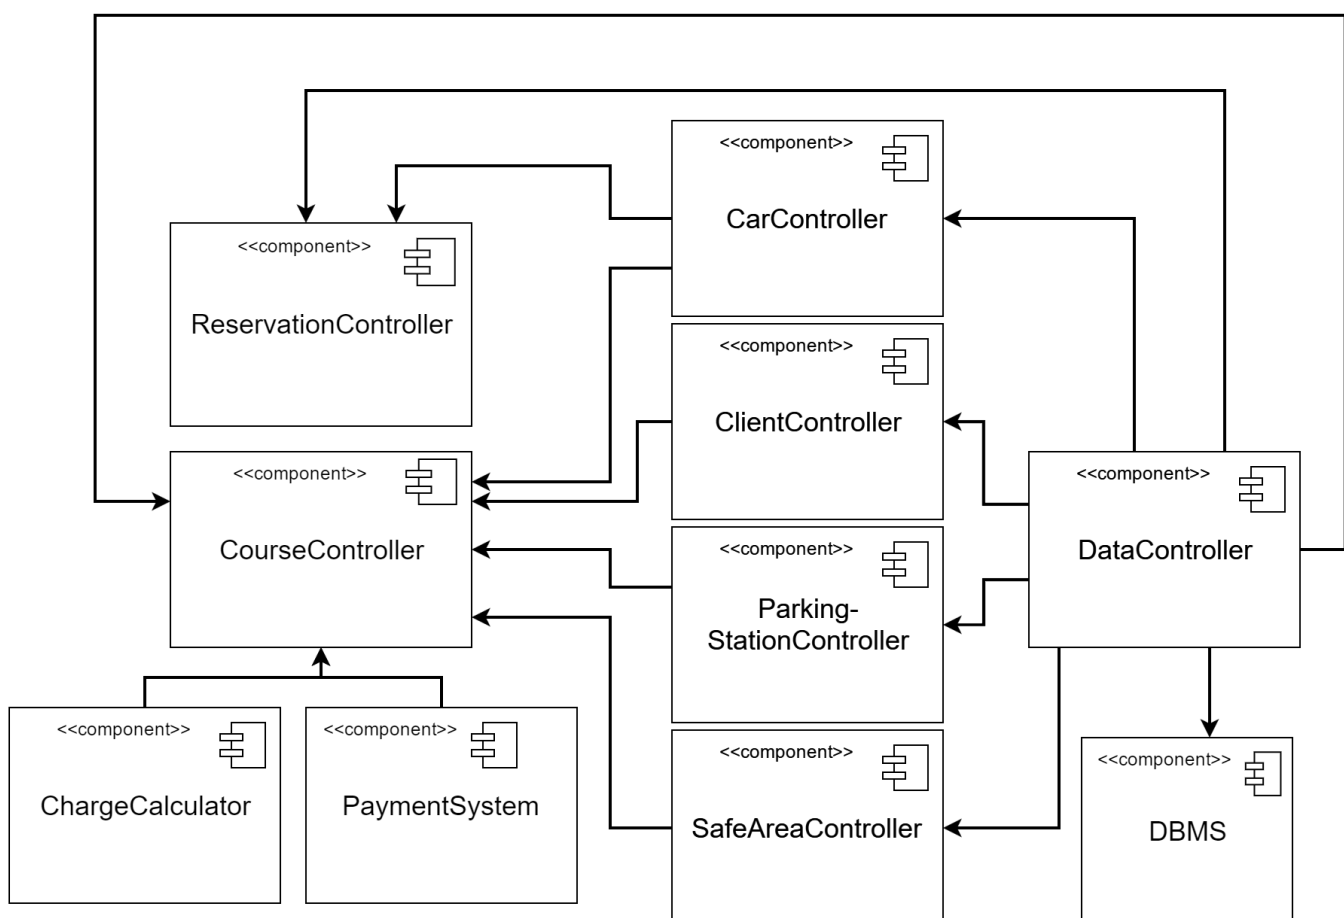 <<component>>
CarController
<<component>>
ReservationController
<<component>>
ClientController
<<component>>
CourseController
<<component>>
DataController
<<component>>
Parking-
StationController
<<component>>
ChargeCalculator
<<component>>
PaymentSystem
<<component>>
SafeAreaController
<<component>>
DBMS